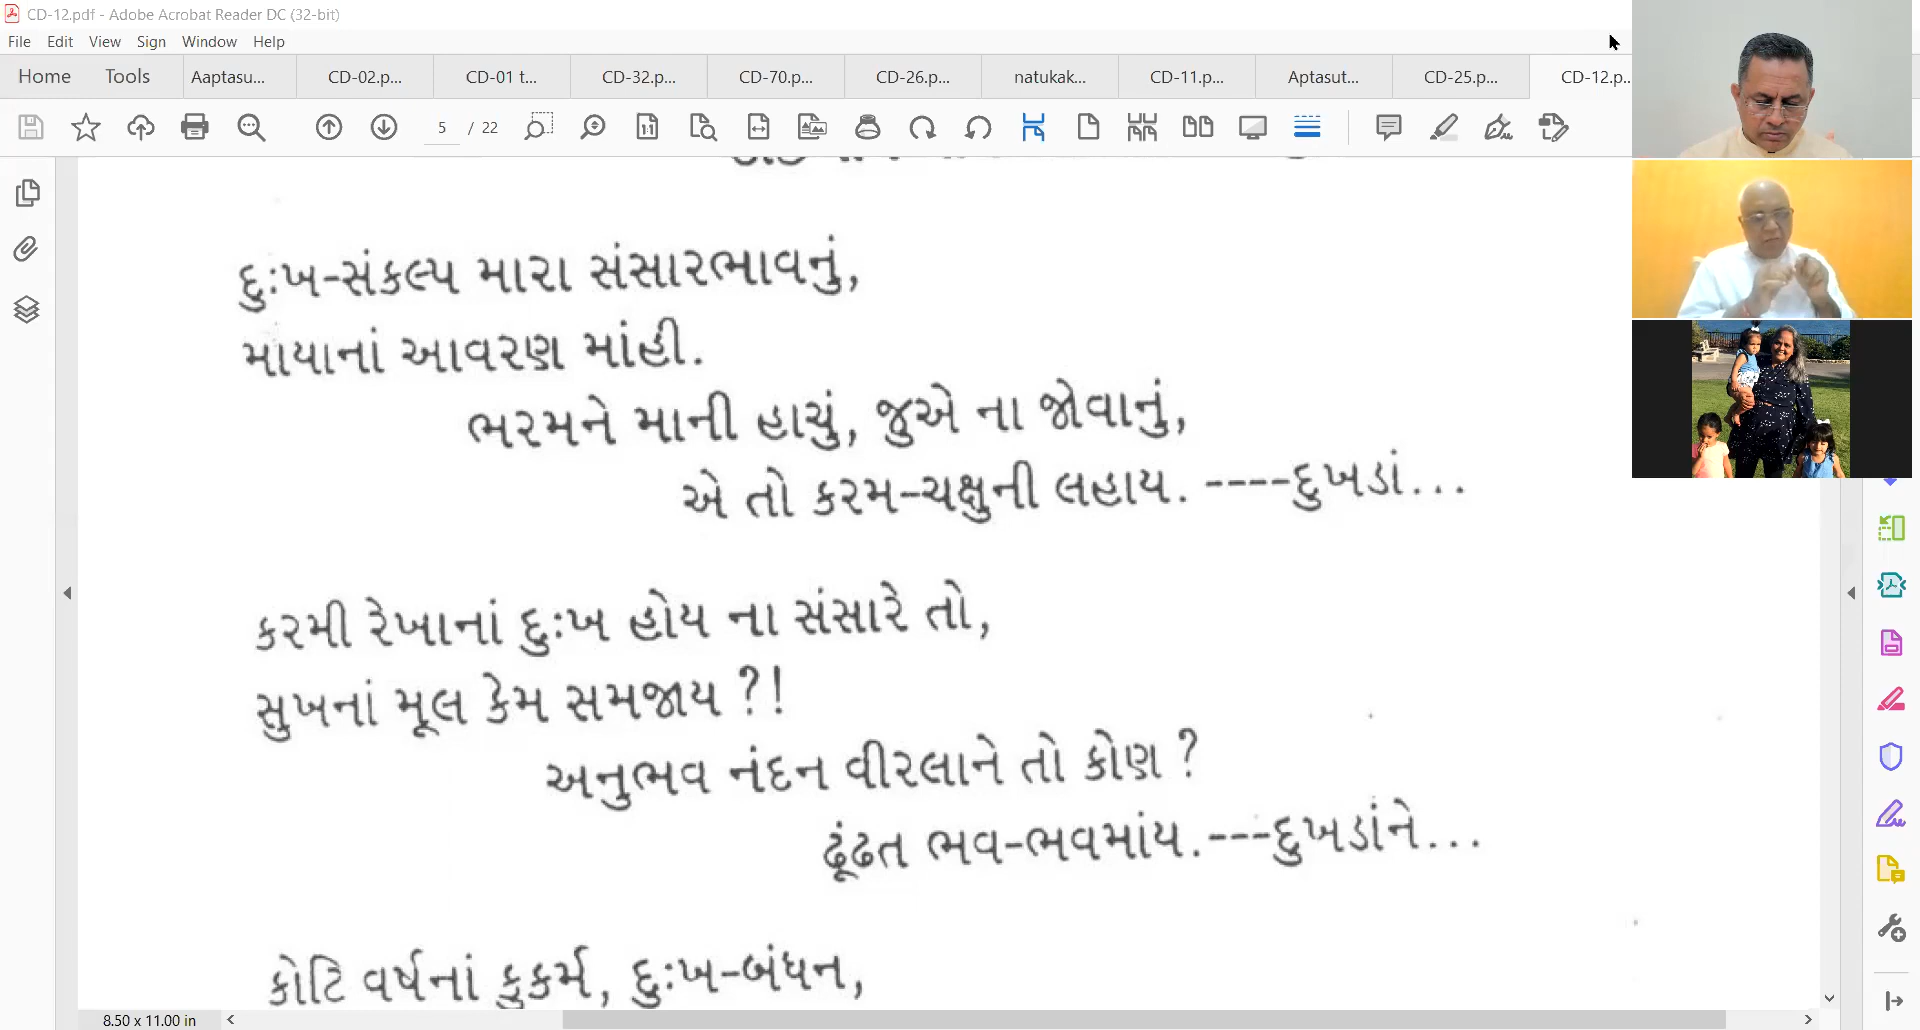 CD-12.pdf - Adobe Acrobat Reader DC (32-bit)
File Edit View Sign Window Help
Home Tools Aaptasu... CD-02.p... CD-01 t... CD-32.p... CD-70.p... CD-26.p... natukak... CD-11.p... Aptasut... CD-25.p... CD-12.p..
5 / 22
દુઃખ-સંકલ્પ મારા સંસારભાવનું,
માયાનાં આવરણ માંહી.
ભરમને માની હાચું, જુએ ના જોવાનું,
એ તો કરમ-ચક્ષુની લહાય. ----દુખડાં...
કરમી રેખાનાં દુઃખ હોય ના સંસારે તો,
સુખનાં મૂલ કેમ સમજાય ?!
અનુભવ નંદન વીરલાને તો કોણ ?
ઢૂંઢત ભવ-ભવમાંય.---દુખડાંને...
કોટિ વર્ષનાં કુકર્મ, દુઃખ-બંધન,
8.50 x 11.00 in